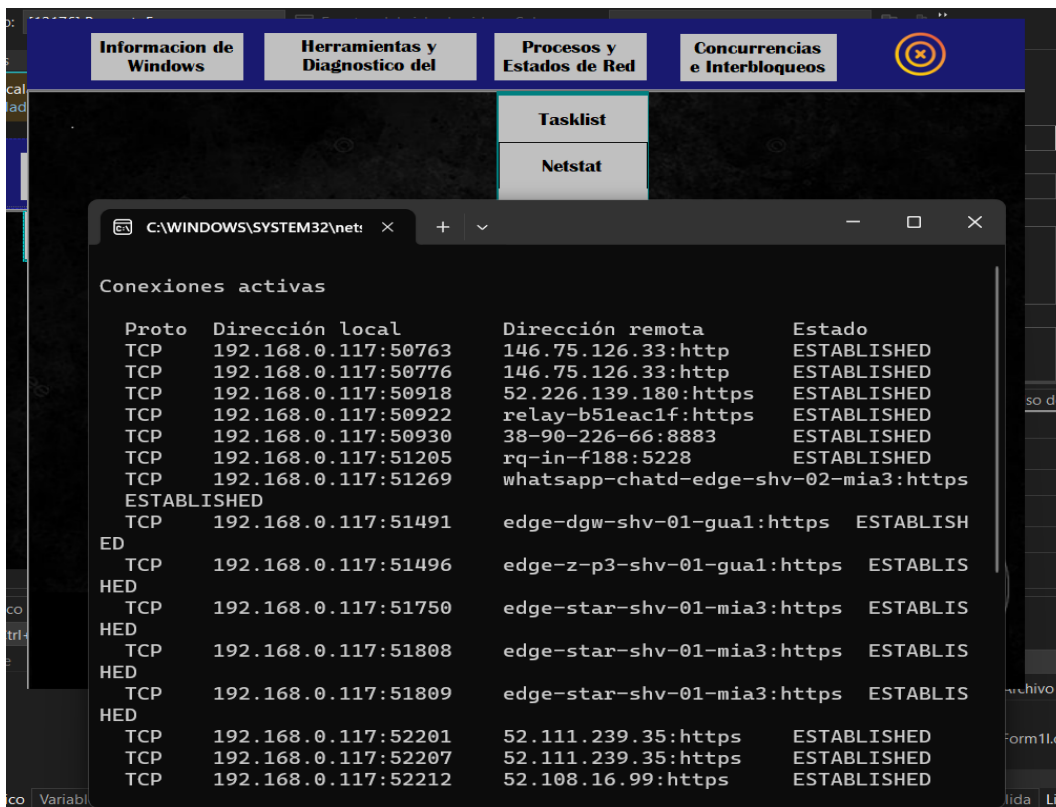 Informacion de
Windows
Herramientas y
Diagnostico del
Procesos y
Estados de Red
Concurrencias
e Interbloqueos
Tasklist
Netstat
C:\WINDOWS\SYSTEM32\net
Conexiones activas
Proto Dirección local Dirección remota Estado
TCP 192.168.0.117:50763 146.75.126.33:http ESTABLISHED
TCP 192.168.0.117:50776 146.75.126.33:http ESTABLISHED
TCP 192.168.0.117:50918 52.226.139.180:https ESTABLISHED
TCP 192.168.0.117:50922 relay-b51eac1f:https ESTABLISHED
TCP 192.168.0.117:50930 38-90-226-66:8883 ESTABLISHED
TCP 192.168.0.117:51205 rq-in-f188:5228 ESTABLISHED
TCP 192.168.0.117:51269 whatsapp-chatd-edge-shv-02-mia3:https
ESTABLISHED
TCP 192.168.0.117:51491 edge-dgw-shv-01-gua1:https ESTABLISH
ED
TCP 192.168.0.117:51496 edge-z-p3-shv-01-gua1:https ESTABLIS
HED
TCP 192.168.0.117:51750 edge-star-shv-01-mia3:https ESTABLIS
HED
TCP 192.168.0.117:51808 edge-star-shv-01-mia3:https ESTABLIS
HED
TCP 192.168.0.117:51809 edge-star-shv-01-mia3:https ESTABLIS
HED
TCP 192.168.0.117:52201 52.111.239.35:https ESTABLISHED
TCP 192.168.0.117:52207 52.111.239.35:https ESTABLISHED
TCP 192.168.0.117:52212 52.108.16.99:https ESTABLISHED
so d
Archivo
Form1I.
co Variabl
lida